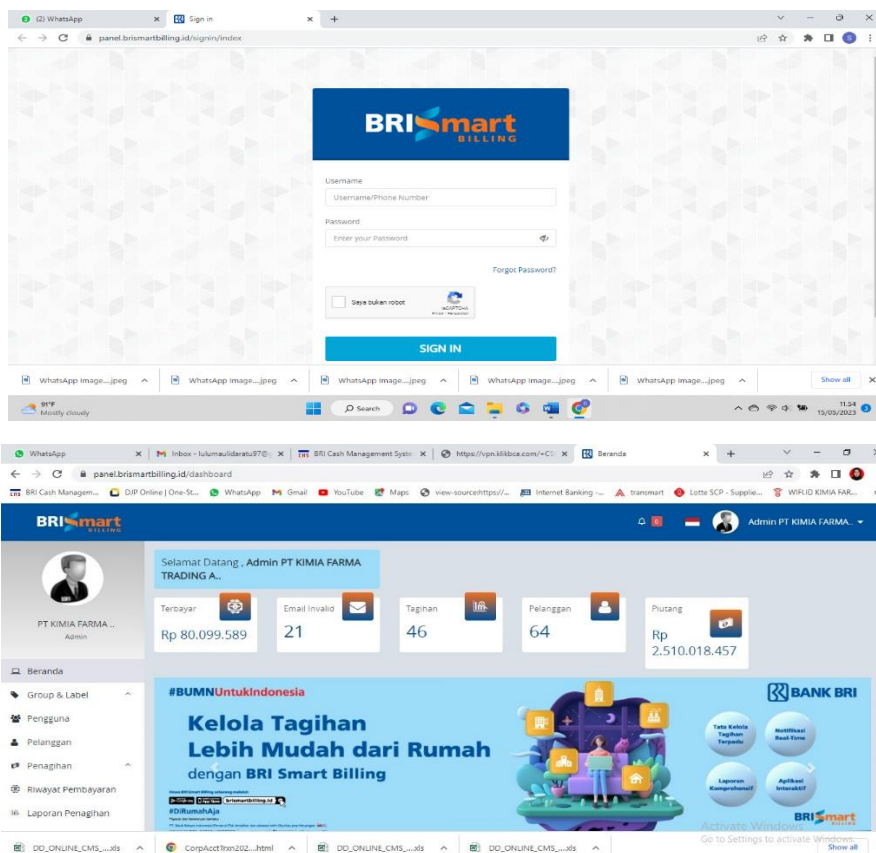 (2) WhatsApp
Sign in
panel.brismartbilling.id/signin/index
BRISmart
BILLING
Username
Username/Phone Number
Password
Enter your Password
Forgot Password?
Saya bukan robot
reCAPTCHA
SIGN IN
WhatsApp Image....jpeg
WhatsApp Image....jpeg
WhatsApp Image....jpeg
WhatsApp Image....jpeg
WhatsApp Image....jpeg
Show all
91°F
Mostly cloudy
Search
11.54
15/05/2023
WhatsApp
Inbox - lulumaulidaratu97@
BRI Cash Management Syste
https://vpn.klikbca.com/+CS
Beranda
panel.brismartbilling.id/dashboard
BRI Cash Managem...
DJP Online | One-St...
WhatsApp
Gmail
YouTube
Maps
view-sourcehttps://...
Internet Banking -...
transmart
Lotte SCP - Supplie...
WIFI.ID KIMIA FAR...
BRISmart
BILLING
Admin PT KIMIA FARMA..
PT KIMIA FARMA ..
Admin
Selamat Datang , Admin PT KIMIA FARMA
TRADING A..
Terbayar
Rp 80.099.589
Email Invalid
21
Tagihan
46
Pelanggan
64
Piutang
Rp
2.510.018.457
Beranda
Group & Label
Pengguna
Pelanggan
Penagihan
Riwayat Pembayaran
Laporan Penagihan
#BUMNUntukIndonesia
Kelola Tagihan
Lebih Mudah dari Rumah
dengan BRI Smart Billing
brismartbilling.id
#DiRumahAja
BANK BRI
Tata Kelola
Tagihan
Terpadu
Notifikasi
Real-Time
Laporan
Komprehensif
Aplikasi
Interaktif
BRISmart
Activate Windows
Go to Settings to activate Windows.
DD_ONLINE_CMS_....xls
CorpAcctTrxn202....html
DD_ONLINE_CMS_....xls
DD_ONLINE_CMS_....xls
Show all